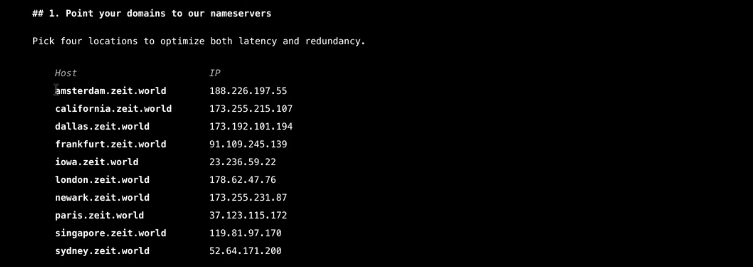 ## 1. Point your domains to our nameservers
Pick four locations to optimize both latency and redundancy.
Host IP
amsterdam.zeit.world 188.226.197.55
california.zeit.world 173.255.215.107
dallas.zeit.world 173.192.101.194
frankfurt.zeit.world 91.109.245.139
iowa.zeit.world 23.236.59.22
london.zeit.world 178.62.47.76
newark.zeit.world 173.255.231.87
paris.zeit.world 37.123.115.172
singapore.zeit.world 119.81.97.170
sydney.zeit.world 52.64.171.200